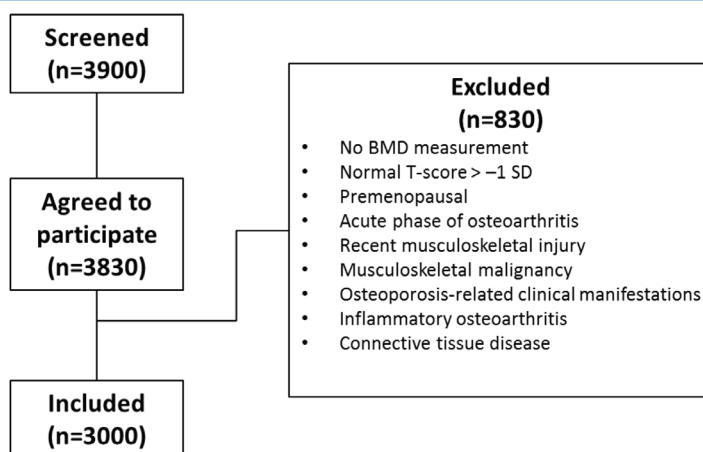 Screened
(n=3900)
Agreed to
participate
(n=3830)
Excluded
(n=830)
• No BMD measurement
• Normal T-score > –1 SD
• Premenopausal
• Acute phase of osteoarthritis
• Recent musculoskeletal injury
• Musculoskeletal malignancy
• Osteoporosis-related clinical manifestations
• Inflammatory osteoarthritis
• Connective tissue disease
Included
(n=3000)